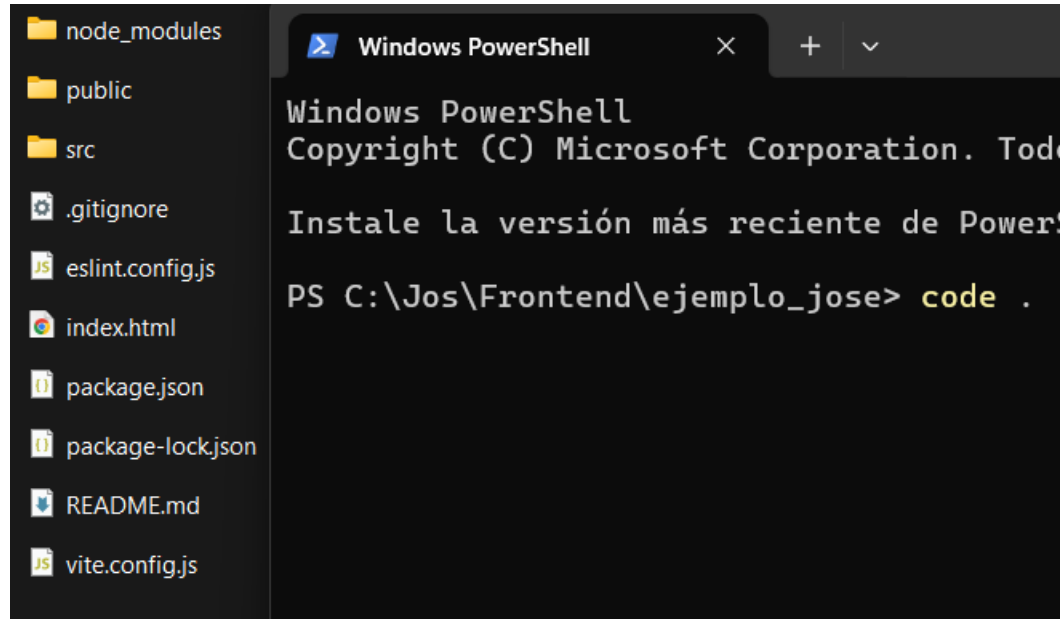 node_modules
public
src
.gitignore
eslint.config.js
index.html
package.json
package-lock.json
README.md
vite.config.js
Windows PowerShell
Windows PowerShell
Copyright (C) Microsoft Corporation.
Instale la versión más reciente de
PS C:\Jos\Frontend\ejemplo_jose> code .